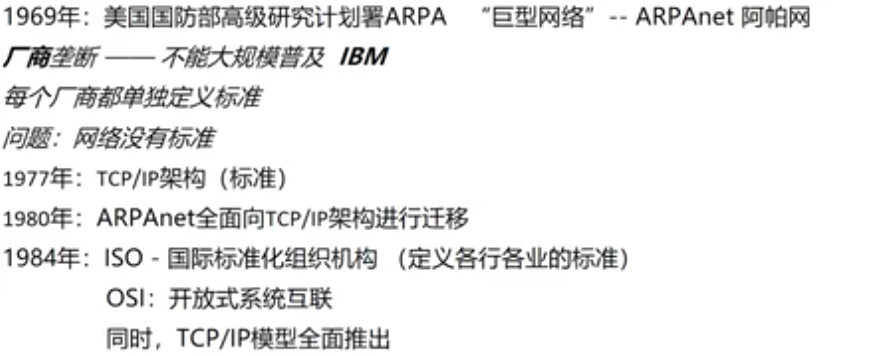 1969年：美国国防部高级研究计划署ARPA “巨型网络”-- ARPAnet 阿帕网
厂商垄断 —— 不能大规模普及 IBM
每个厂商都单独定义标准
问题：网络没有标准
1977年：TCP/IP架构（标准）
1980年：ARPAnet全面向TCP/IP架构进行迁移
1984年：ISO - 国际标准化组织机构 （定义各行各业的标准）
OSI：开放式系统互联
同时，TCP/IP模型全面推出